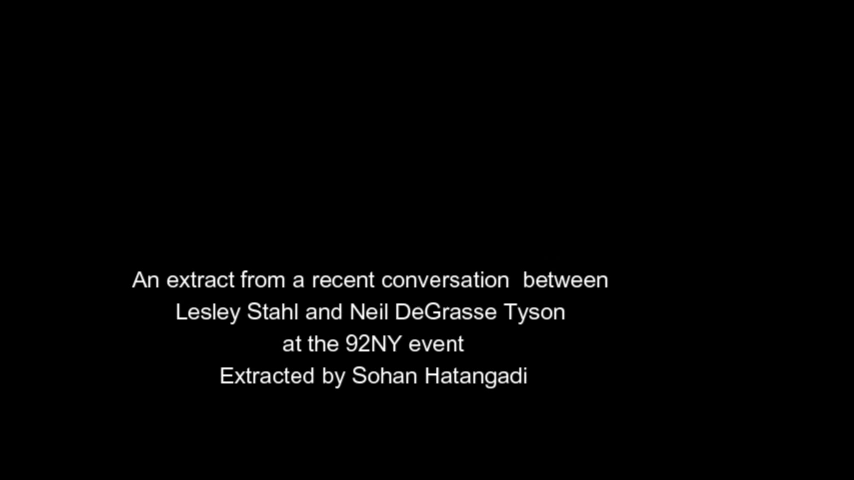 An extract from a recent conversation  between
Lesley Stahl and Neil DeGrasse Tyson
at the 92NY event
Extracted by Sohan Hatangadi